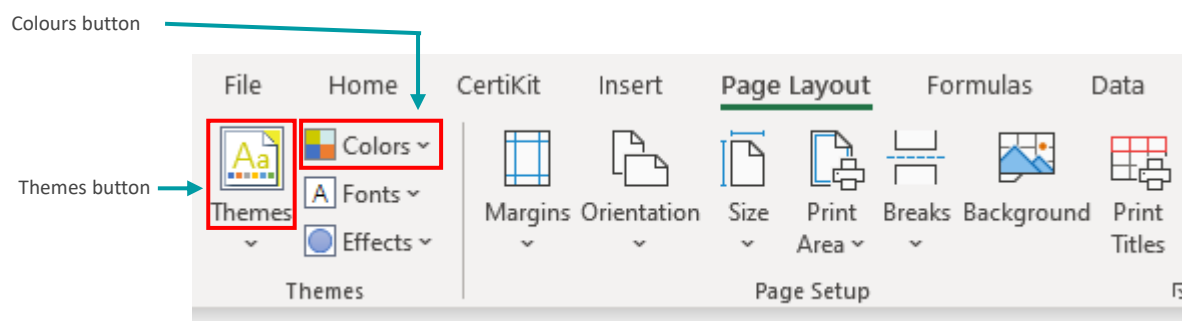 Colours button
File Home CertiKit Insert Page Layout Formulas Data
Colors
Aa
Themes button
A Fonts
Themes Margins Orientation Size Print Breaks Background Print
Effects Area Titles
Themes Page Setup